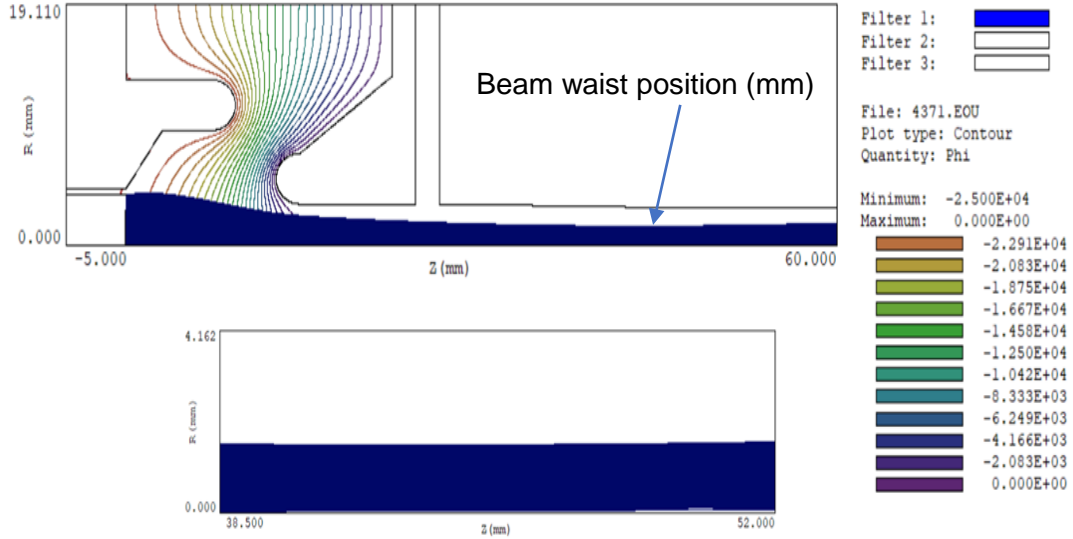 19.110
R (mm)
0.000
-5.000
Z (mm)
60.000
Beam waist position (mm)
Filter 1:
Filter 2:
Filter 3:
File: 4371.EOU
Plot type: Contour
Quantity: Phi
Minimum: -2.500E+04
Maximum: 0.000E+00
-2.291E+04
-2.083E+04
-1.875E+04
-1.667E+04
-1.458E+04
-1.250E+04
-1.042E+04
-8.333E+03
-6.249E+03
-4.166E+03
-2.083E+03
0.000E+00
4.162
R (mm)
0.000
38.500
Z (mm)
52.000